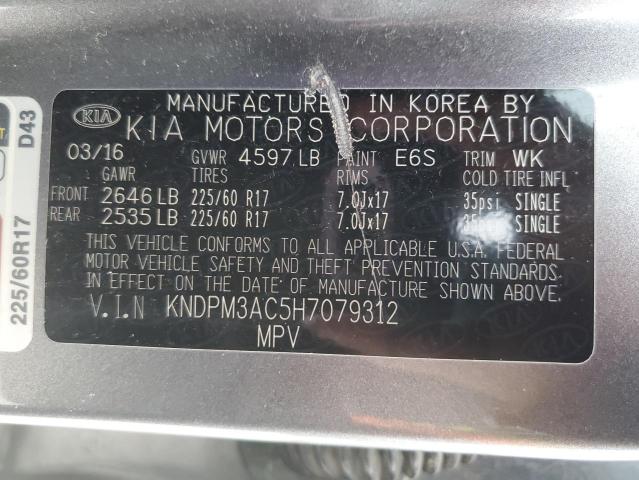 KIA
MANUFACTURED IN KOREA BY
KIA MOTORS CORPORATION
03/16 GVWR 4597 LB PAINT E6S TRIM WK
GAWR TIRES RIMS COLD TIRE INFL
FRONT 2646 LB 225/60 R17 7.0Jx17 35psi SINGLE
REAR 2535 LB 225/60 R17 7.0Jx17 35psi SINGLE
THIS VEHICLE CONFORMS TO ALL APPLICABLE U.S.A. FEDERAL
MOTOR VEHICLE SAFETY AND THEFT PREVENTION STANDARDS
IN EFFECT ON THE DATE OF MANUFACTURE SHOWN ABOVE.
V.I.N KNDPM3AC5H7079312
MPV
225/60R17
D43